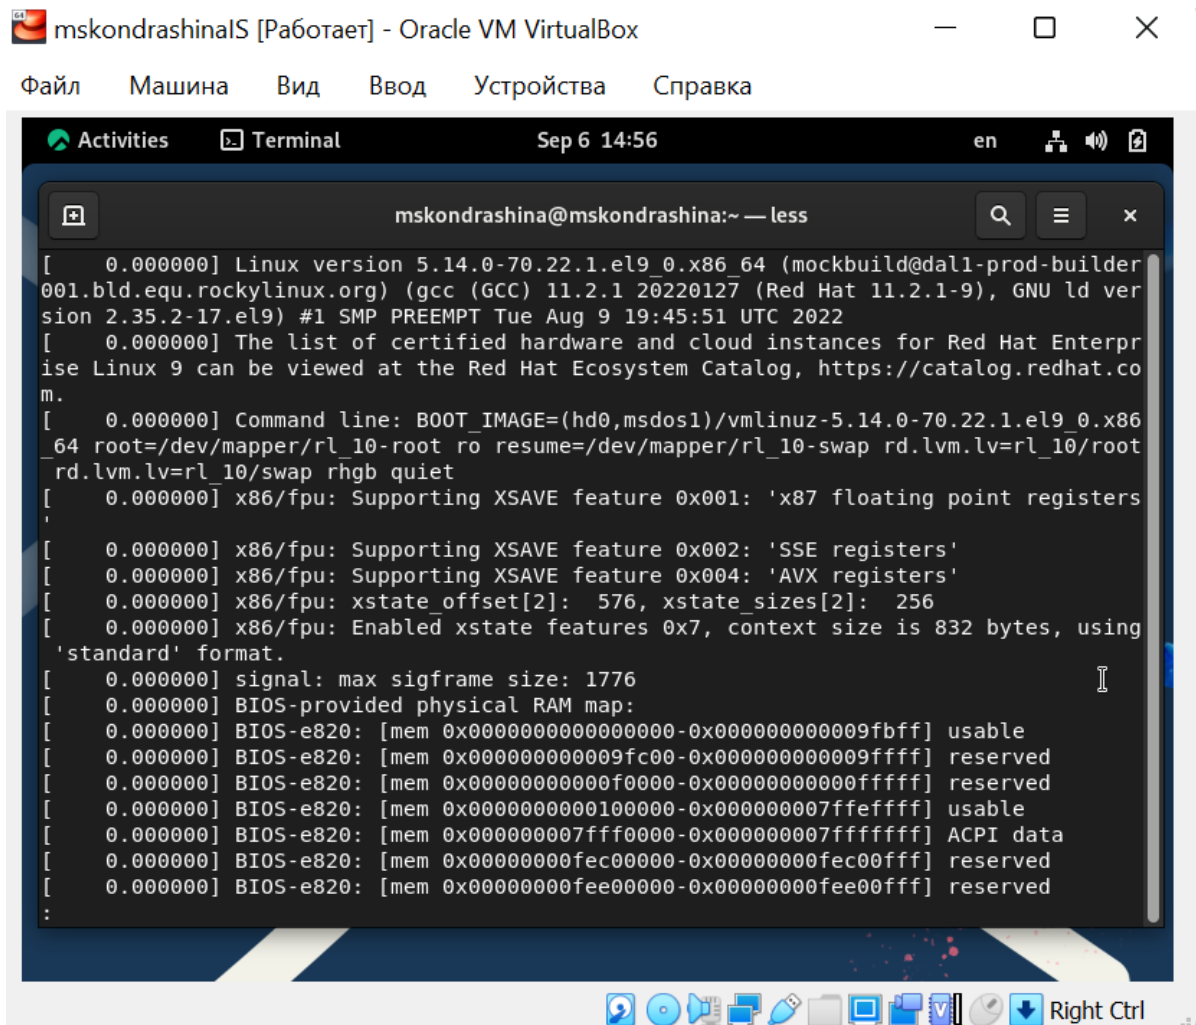 mskondrashinaIS [Работает] - Oracle VM VirtualBox
Файл Машина Вид Ввод Устройства Справка
Activities Terminal Sep 6 14:56 en
mskondrashina@mskondrashina:~ — less
[    0.000000] Linux version 5.14.0-70.22.1.el9_0.x86_64 (mockbuild@dal1-prod-builder
001.bld.equ.rockylinux.org) (gcc (GCC) 11.2.1 20220127 (Red Hat 11.2.1-9), GNU ld ver
sion 2.35.2-17.el9) #1 SMP PREEMPT Tue Aug 9 19:45:51 UTC 2022
[    0.000000] The list of certified hardware and cloud instances for Red Hat Enterpr
ise Linux 9 can be viewed at the Red Hat Ecosystem Catalog, https://catalog.redhat.co
m.
[    0.000000] Command line: BOOT_IMAGE=(hd0,msdos1)/vmlinuz-5.14.0-70.22.1.el9_0.x86
_64 root=/dev/mapper/rl_10-root ro resume=/dev/mapper/rl_10-swap rd.lvm.lv=rl_10/root
 rd.lvm.lv=rl_10/swap rhgb quiet
[    0.000000] x86/fpu: Supporting XSAVE feature 0x001: 'x87 floating point registers
'
[    0.000000] x86/fpu: Supporting XSAVE feature 0x002: 'SSE registers'
[    0.000000] x86/fpu: Supporting XSAVE feature 0x004: 'AVX registers'
[    0.000000] x86/fpu: xstate_offset[2]:  576, xstate_sizes[2]:  256
[    0.000000] x86/fpu: Enabled xstate features 0x7, context size is 832 bytes, using
 'standard' format.
[    0.000000] signal: max sigframe size: 1776
[    0.000000] BIOS-provided physical RAM map:
[    0.000000] BIOS-e820: [mem 0x0000000000000000-0x000000000009fbff] usable
[    0.000000] BIOS-e820: [mem 0x000000000009fc00-0x000000000009ffff] reserved
[    0.000000] BIOS-e820: [mem 0x00000000000f0000-0x00000000000fffff] reserved
[    0.000000] BIOS-e820: [mem 0x0000000000100000-0x000000007ffeffff] usable
[    0.000000] BIOS-e820: [mem 0x000000007fff0000-0x000000007fffffff] ACPI data
[    0.000000] BIOS-e820: [mem 0x00000000fec00000-0x00000000fec00fff] reserved
[    0.000000] BIOS-e820: [mem 0x00000000fee00000-0x00000000fee00fff] reserved
:
Right Ctrl